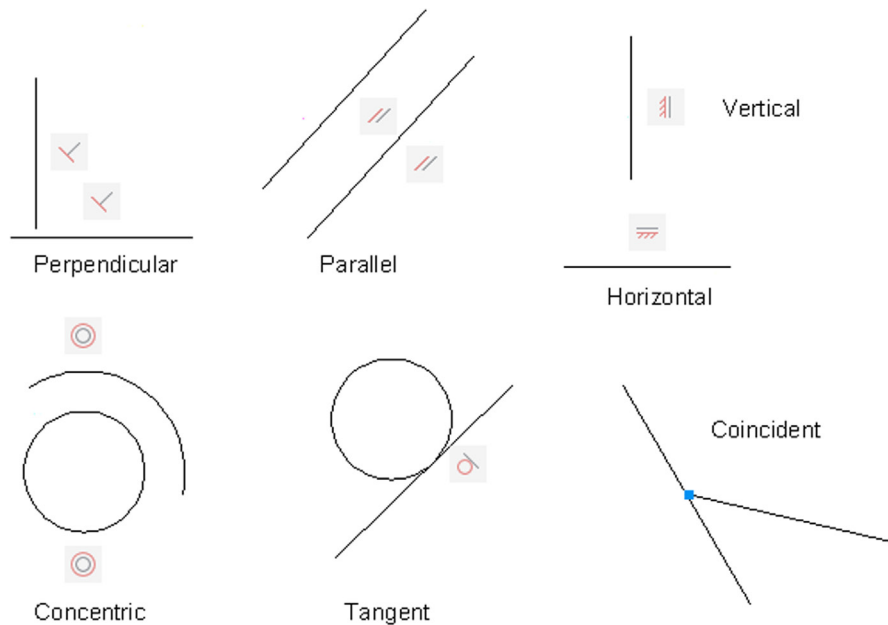 Vertical
Perpendicular
Parallel
Horizontal
Coincident
Concentric
Tangent